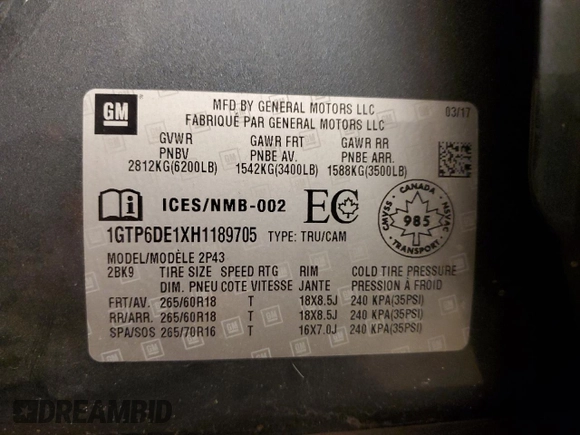 GM
MFD BY GENERAL MOTORS LLC
03/17
FABRIQUÉ PAR GENERAL MOTORS LLC
GVWR GAWR FRT GAWR RR
PNBV PNBE AV. PNBE ARR.
2812KG(6200LB) 1542KG(3400LB) 1588KG(3500LB)
ICES/NMB-002 EC
CANADA
CMVSS 985 NSVAC
TRANSPORT
1GTP6DE1XH1189705 TYPE: TRU/CAM
MODEL/MODÈLE 2P43
2BK9 TIRE SIZE SPEED RTG RIM COLD TIRE PRESSURE
DIM. PNEU COTE VITESSE JANTE PRESSION À FROID
FRT/AV. 265/60R18 T 18X8.5J 240 KPA(35PSI)
RR/ARR. 265/60R18 T 18X8.5J 240 KPA(35PSI)
SPA/SOS 265/70R16 T 16X7.0J 240 KPA(35PSI)
DREAMBID